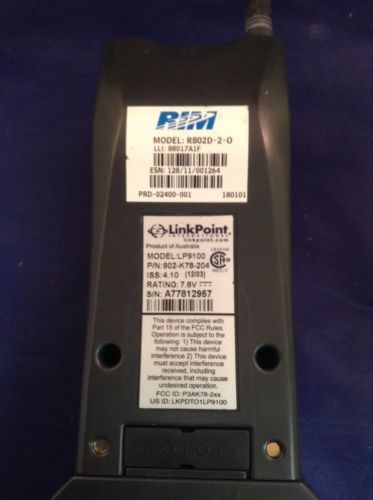 RIM
MODEL: R802D-2-O
LLI: 88017A1F
ESN: 128/11/001264
PRD-02400-001 180101
LinkPoint
INTERNATIONAL
linkpoint.com
Product of Australia
MODEL:LP9100
P/N:902-K78-204
ISS:4.10 (12/03)
RATING: 7.8V
S/N: A77812957
This device complies with
Part 15 of the FCC Rules.
Operation is subject to the
following: 1) This device
may not cause harmful
interference 2) This device
must accept interference
received, including
interference that may
cause undesired operation.
FCC ID: P3AK78-2xx
US ID: LKPDT01LP9100